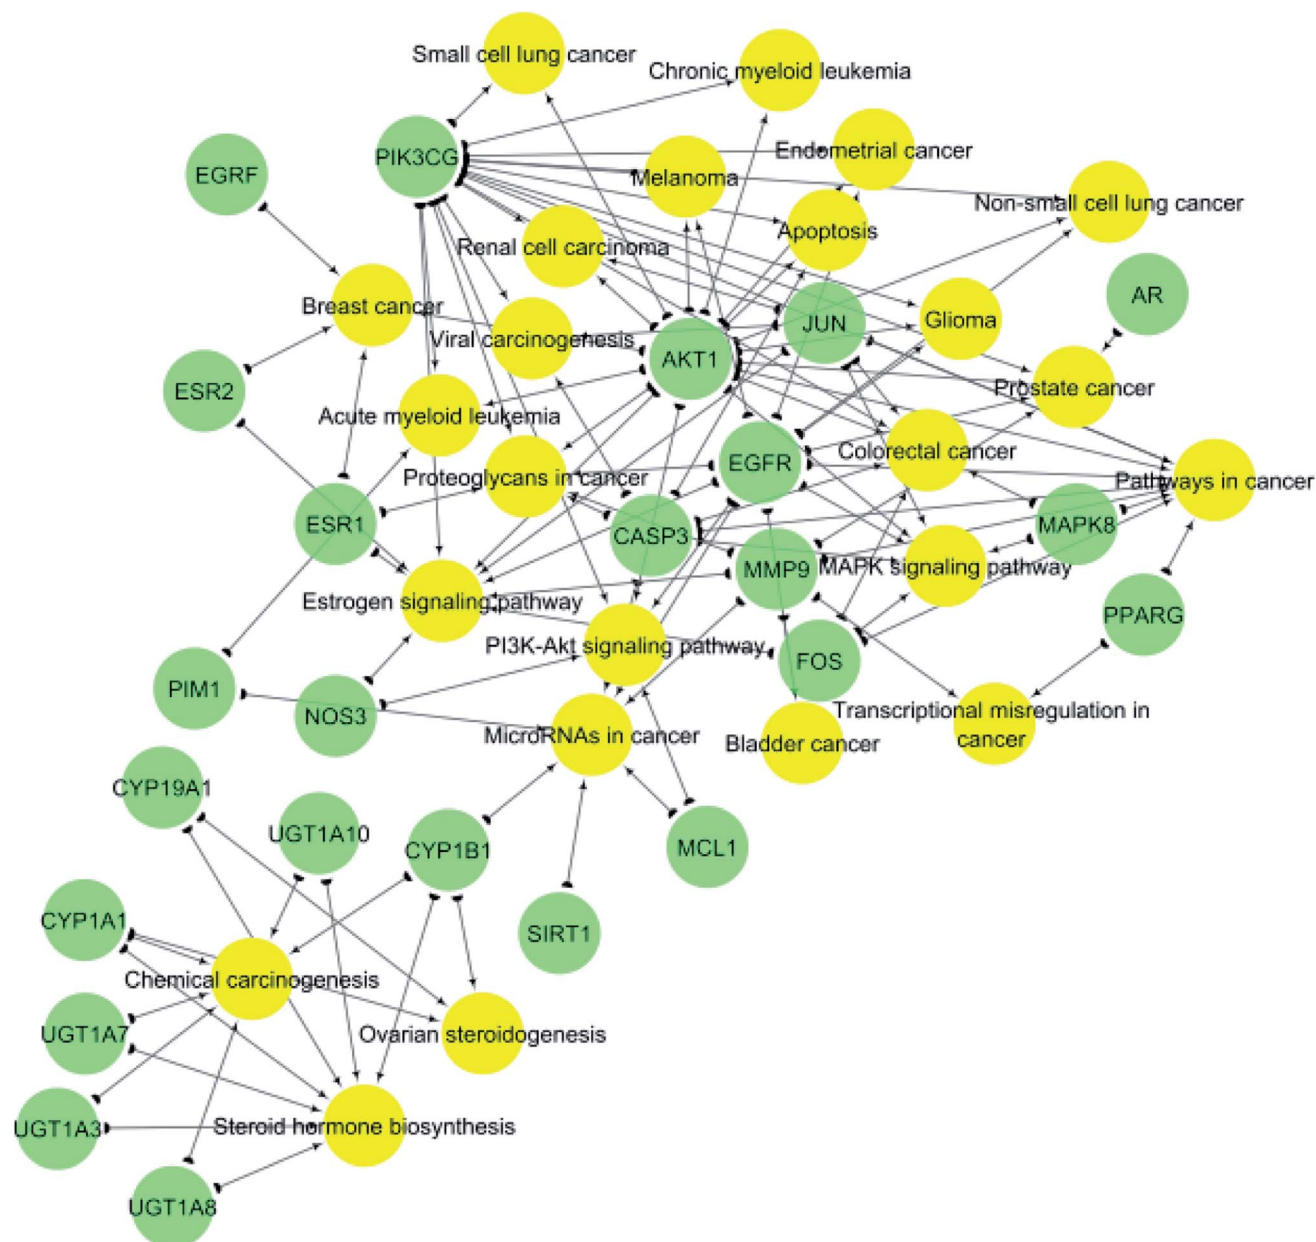 Small cell lung cancer
Chronic myeloid leukemia
PIK3CG
Endometrial cancer
EGRF
Melanoma
Non-small cell lung cancer
Apoptosis
Renal cell carcinoma
AR
Breast cancer
JUN
Glioma
Viral carcinogenesis
AKT1
ESR2
Prostate cancer
Acute myeloid leukemia
Colorectal cancer
EGFR
Proteoglycans in cancer
Pathways in cancer
ESR1
MAPK8
CASP3
MMP9
MAPK signaling pathway
Estrogen signaling pathway
PPARG
PI3K-Akt signaling pathway
FOS
PIM1
NOS3
Transcriptional misregulation in
cancer
MicroRNAs in cancer
Bladder cancer
CYP19A1
UGT1A10
CYP1B1
MCL1
CYP1A1
SIRT1
Chemical carcinogenesis
UGT1A7
Ovarian steroidogenesis
UGT1A3
Steroid hormone biosynthesis
UGT1A8